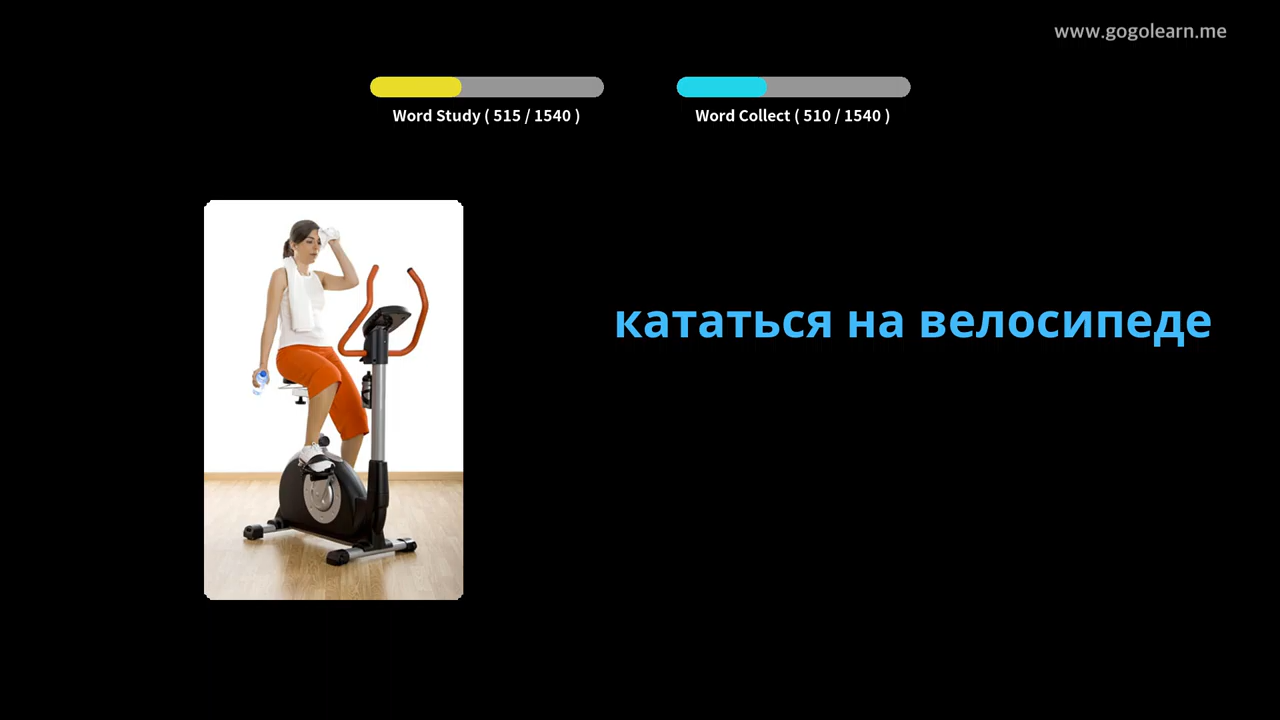 www.gogolearn.me
Word Study ( 515 / 1540 )
Word Collect ( 510 / 1540 )
кататься на велосипеде